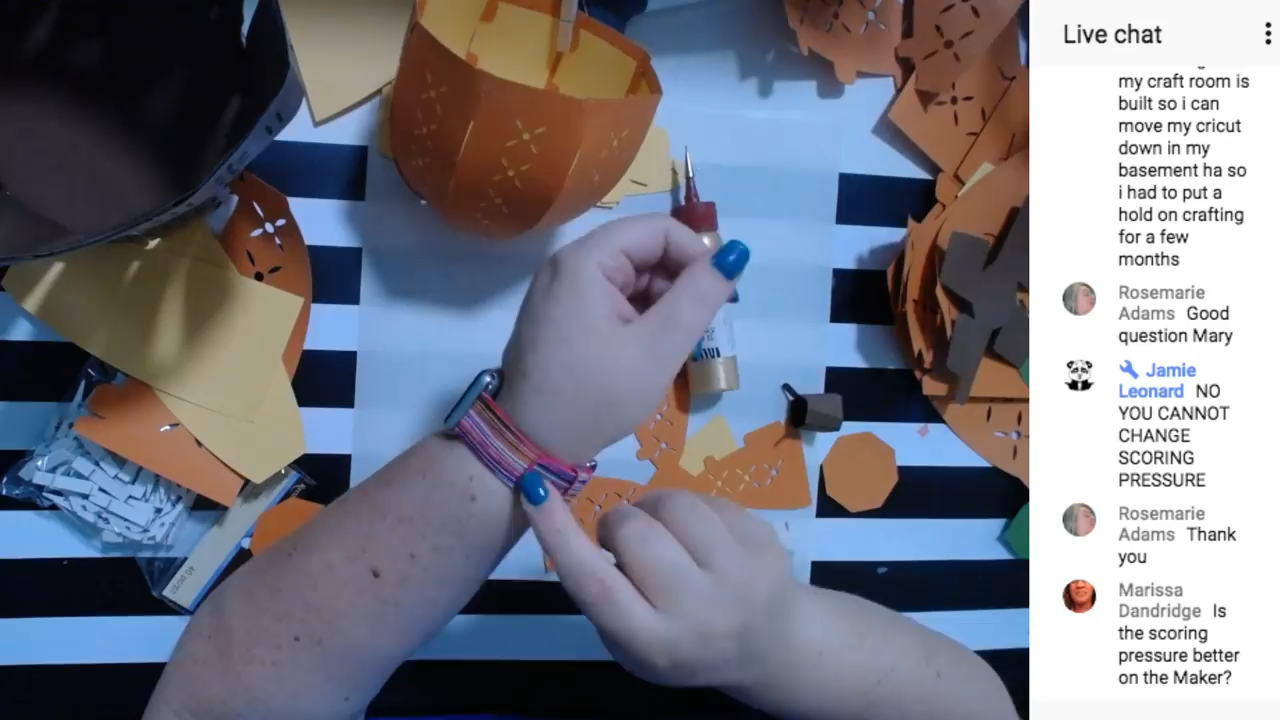 Live chat
my craft room is
built so i can
move my cricut
down in my
basement ha so
i had to put a
hold on crafting
for a few
months
Rosemarie
Adams Good
question Mary
Jamie
Leonard NO
YOU CANNOT
CHANGE
SCORING
PRESSURE
Rosemarie
Adams Thank
you
Marissa
Dandridge Is
the scoring
pressure better
on the Maker?